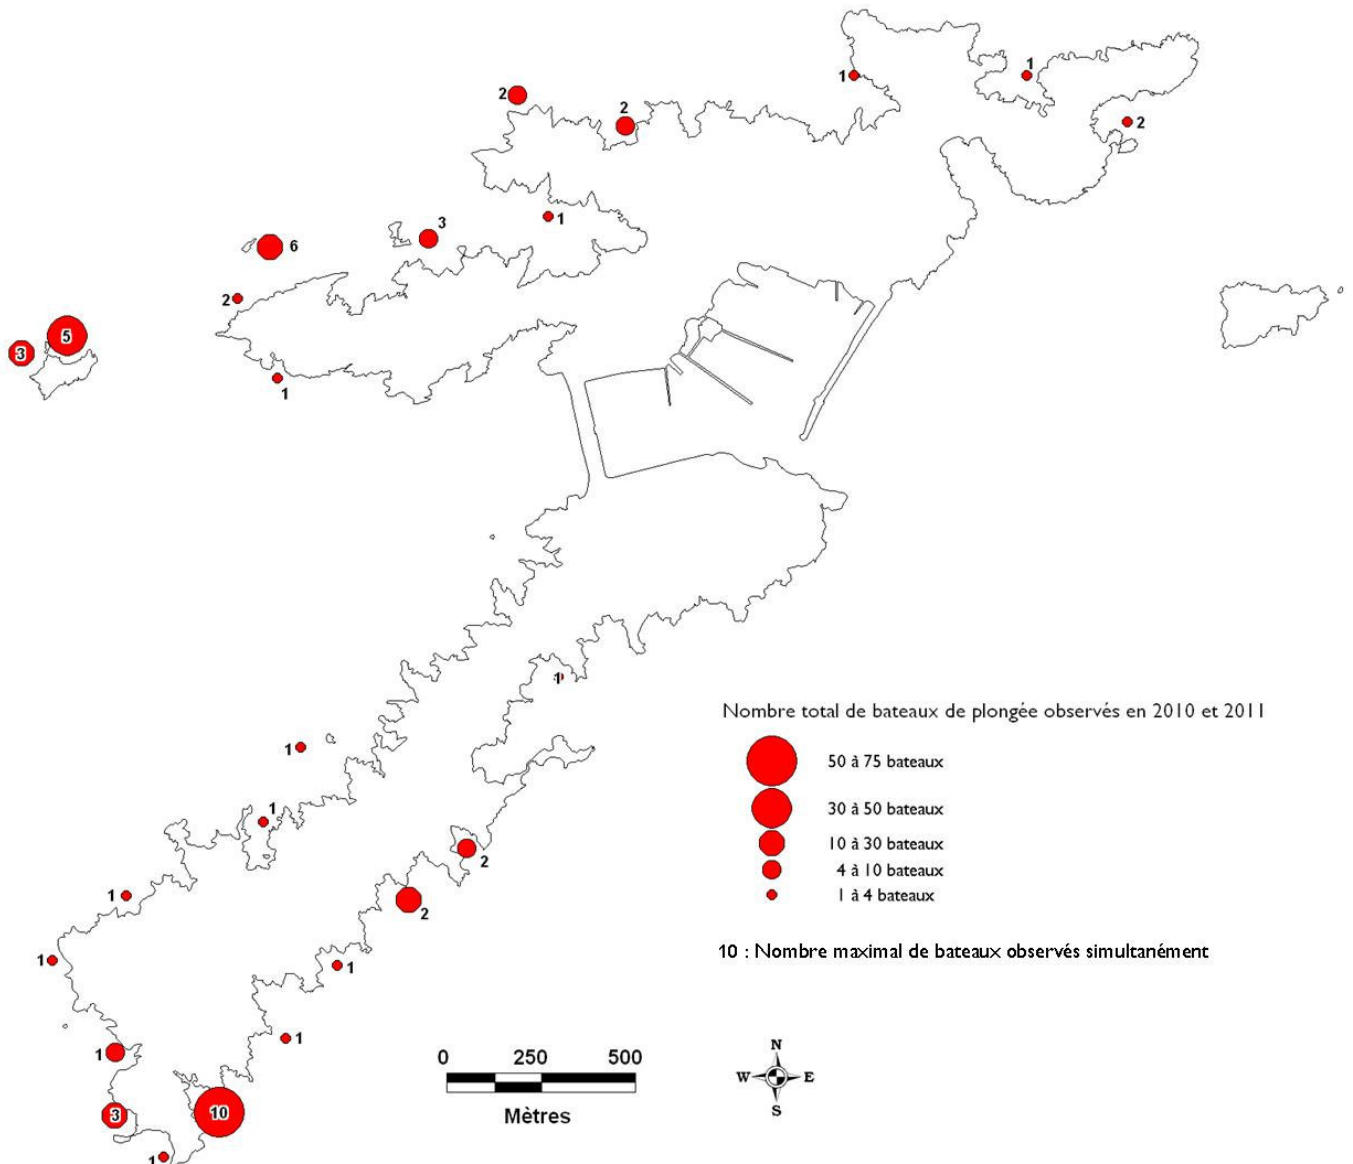 1
1
2
2
2
1
3
6
2
5
3
1
1
Nombre total de bateaux de plongée observés en 2010 et 2011
1
50 à 75 bateaux
30 à 50 bateaux
1
10 à 30 bateaux
2
4 à 10 bateaux
1
1 à 4 bateaux
2
10 : Nombre maximal de bateaux observés simultanément
1
1
1
1
N
0 250 500
W E
S
Mètres
3
10
1